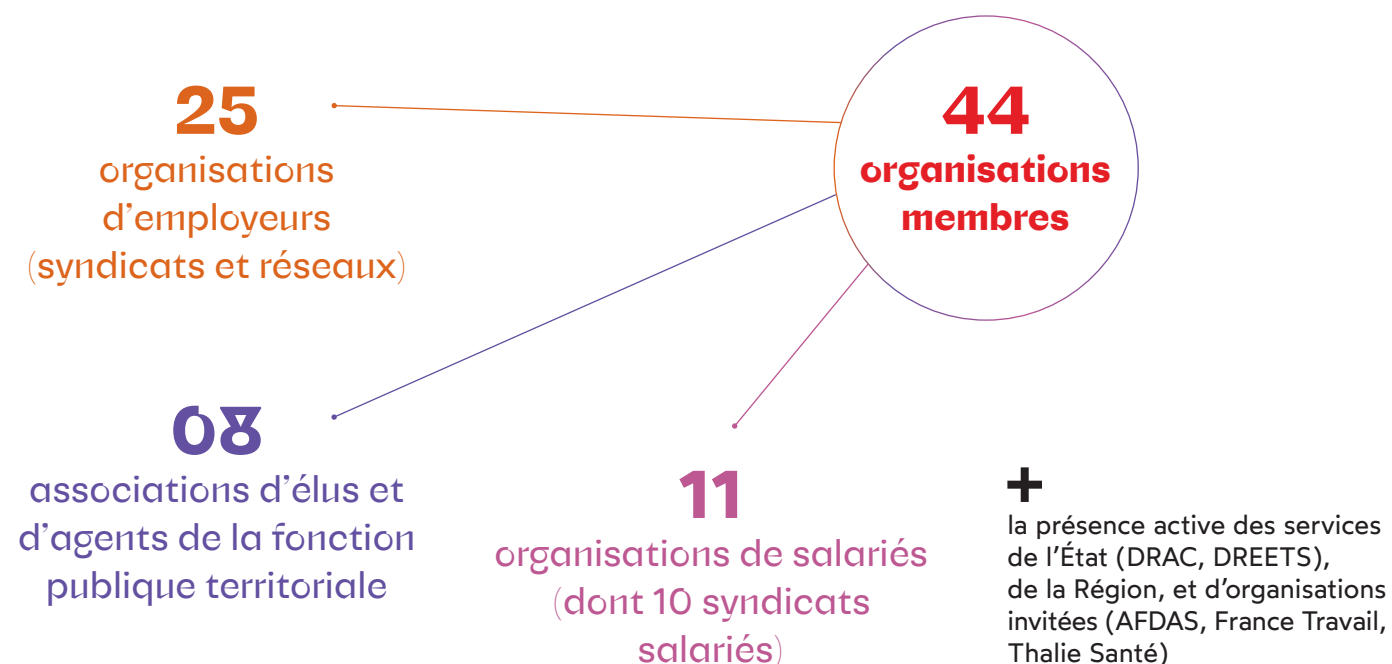 44
organisations
membres
25
organisations
d'employeurs
(syndicats et réseaux)
08
associations d'élus et
d'agents de la fonction
publique territoriale
11
organisations de salariés
(dont 10 syndicats
salariés)
+
la présence active des services
de l'État (DRAC, DREETS),
de la Région, et d'organisations
invitées (AFDAS, France Travail,
Thalie Santé)